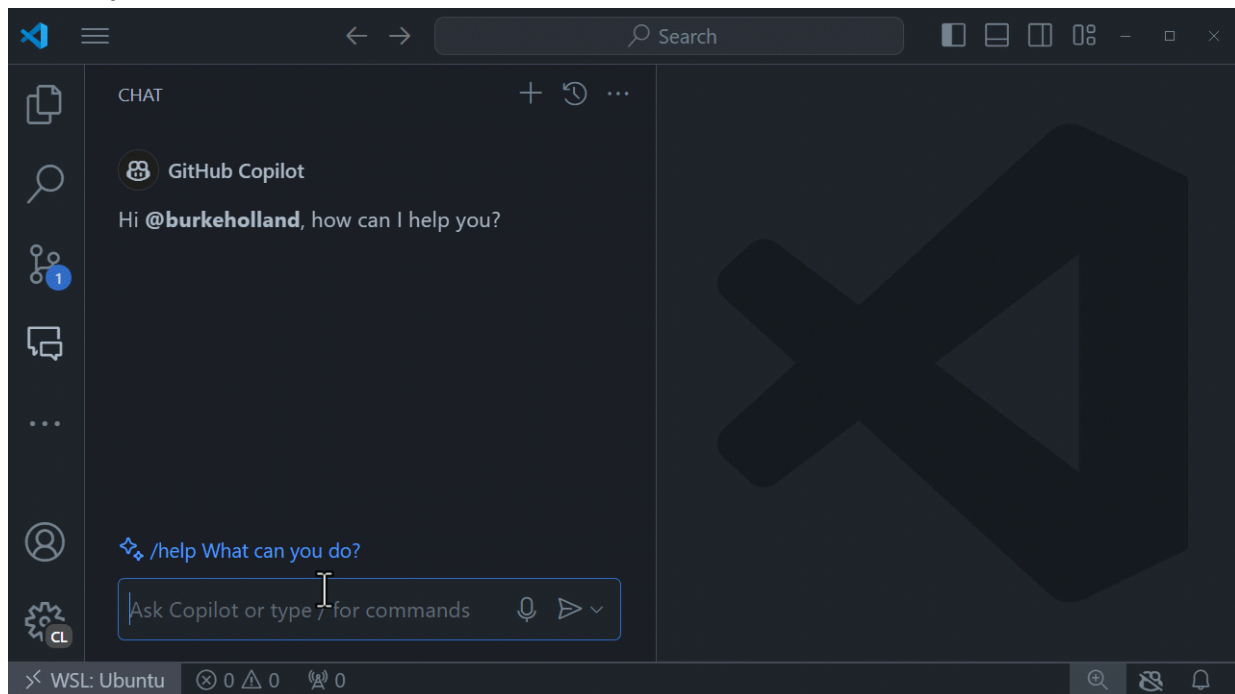 Search
CHAT
GitHub Copilot
Hi @burkeholland, how can I help you?
1
/help What can you do?
Ask Copilot or type / for commands
CL
WSL: Ubuntu 0 0 0